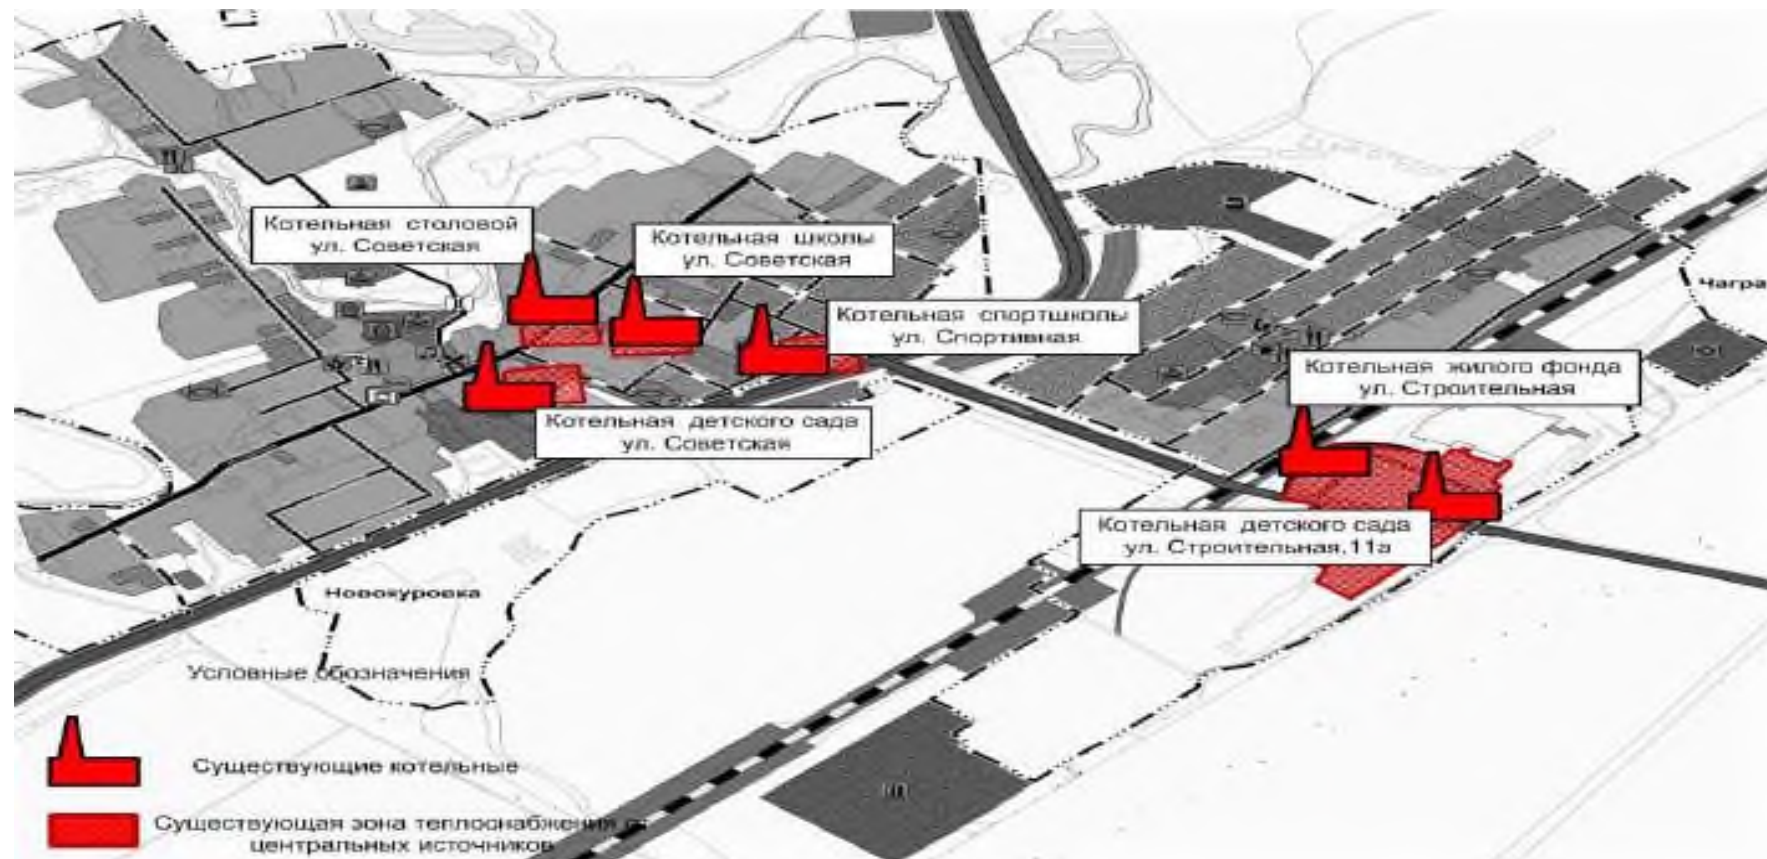 Котельная столовой
ул. Советская
Котельная школы
ул. Советская
Котельная спортшколы
ул. Спортивная
Чагра
Котельная жилого фонда
ул. Строительная
Котельная детского сада
ул. Советская
Котельная детского сада
ул. Строительная,11а
Новокуровка
Условные обозначения
Существующие котельные
Существующая зона теплоснабжения от
центральных источников